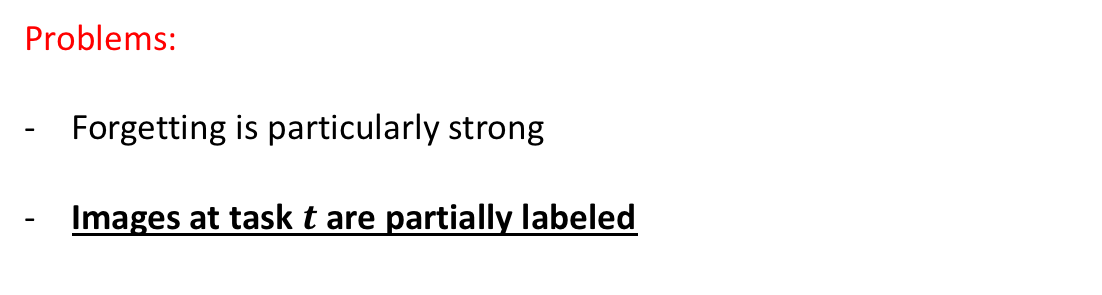 Problems:
- Forgetting is particularly strong
- Images at task t are partially labeled